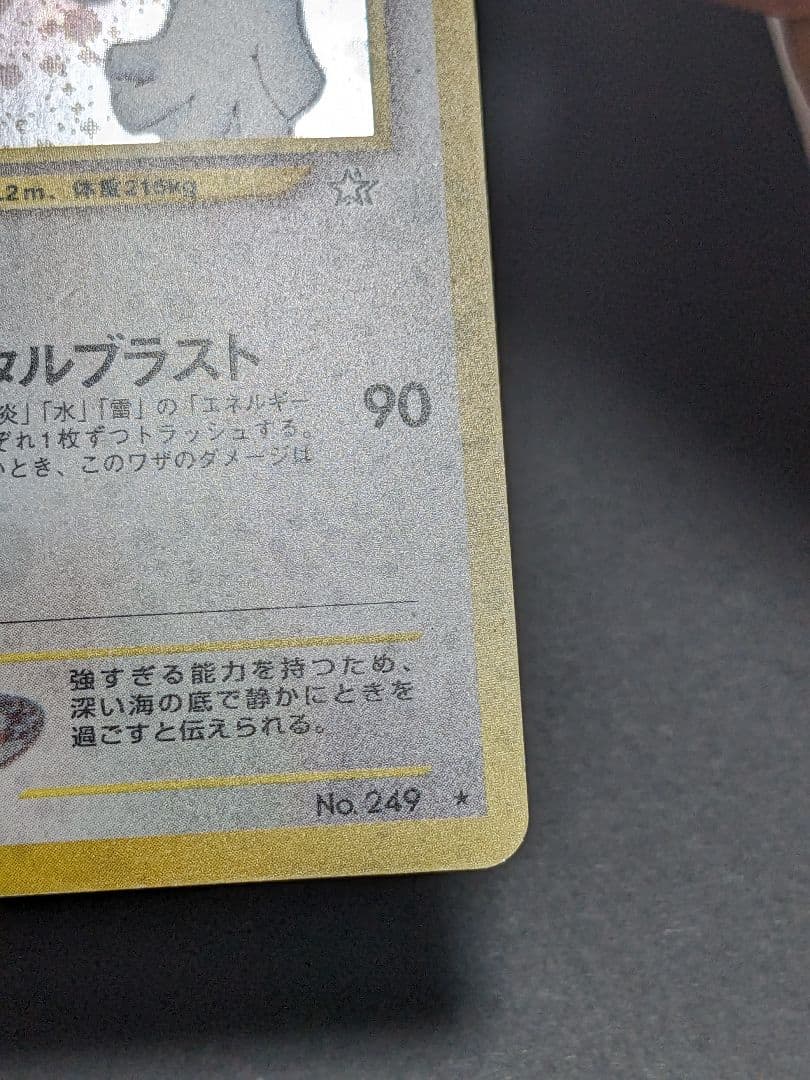 .2m、体重216kg
タルブラスト
炎」「水」「雷」の「エネルギー
ぞれ1枚ずつトラッシュする。
いとき、このワザのダメージは
90
強すぎる能力を持つため、
深い海の底で静かにときを
過ごすと伝えられる。
No. 249 ★